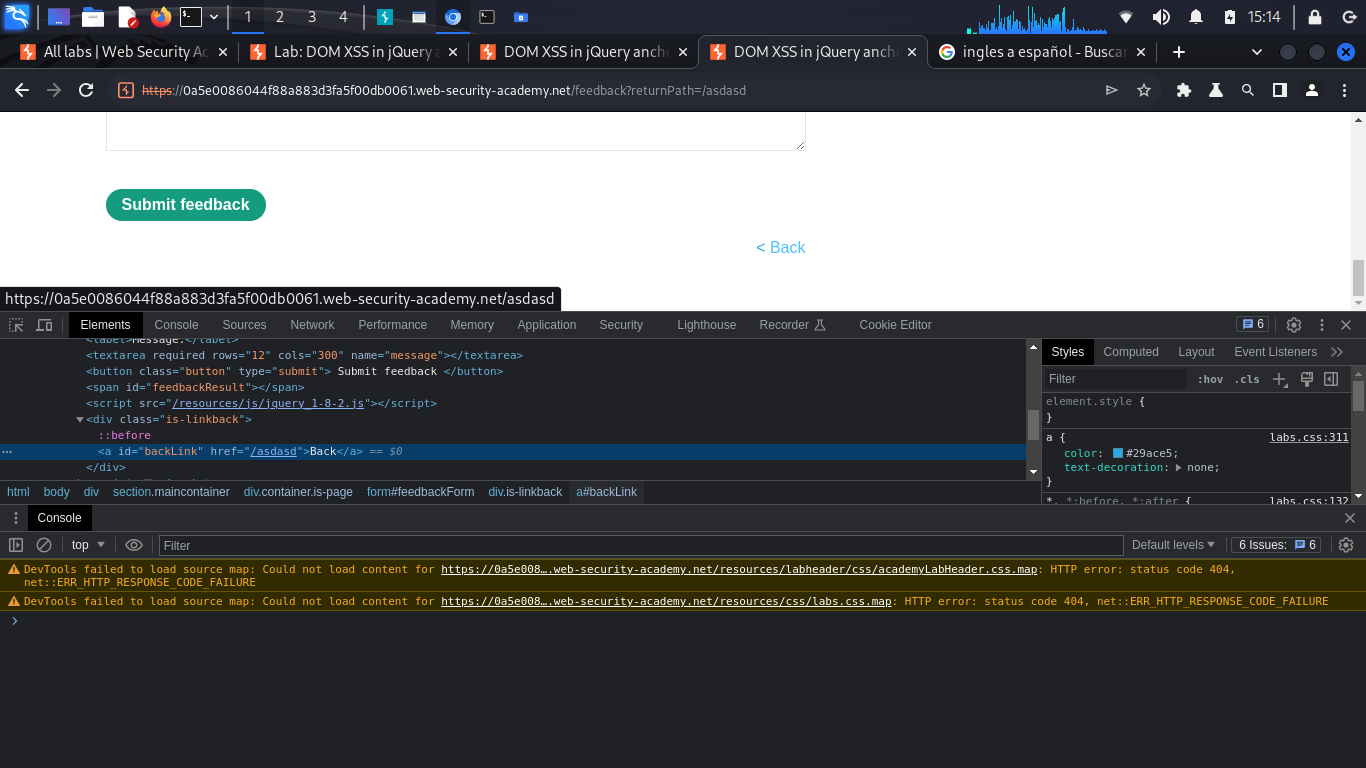 1 2 3 4 15:14
All labs | Web Security Ac
Lab: DOM XSS in jQuery a
DOM XSS in jQuery ancho
DOM XSS in jQuery ancho
ingles a español - Buscar
https://0a5e0086044f88a883d3fa5f00db0061.web-security-academy.net/feedback?returnPath=/asdasd
Submit feedback
< Back
https://0a5e0086044f88a883d3fa5f00db0061.web-security-academy.net/asdasd
Elements Console Sources Network Performance Memory Application Security Lighthouse Recorder Cookie Editor 6
<label>Message:</label>
<textarea required rows="12" cols="300" name="message"></textarea>
<button class="button" type="submit"> Submit feedback </button>
<span id="feedbackResult"></span>
<script src="/resources/js/jquery_1-8-2.js"></script>
<div class="is-linkback">
::before
<a id="backLink" href="/asdasd">Back</a> == $0
</div>
html body div section.maincontainer div.container.is-page form#feedbackForm div.is-linkback a#backLink
Styles Computed Layout Event Listeners
Filter :hov .cls
element.style {
}
a { labs.css:311
color: #29ace5;
text-decoration: none;
}
*, *:before, *:after { labs.css:132
Console
top Filter Default levels 6 Issues: 6
DevTools failed to load source map: Could not load content for https://0a5e008….web-security-academy.net/resources/labheader/css/academyLabHeader.css.map: HTTP error: status code 404,
net::ERR_HTTP_RESPONSE_CODE_FAILURE
DevTools failed to load source map: Could not load content for https://0a5e008….web-security-academy.net/resources/css/labs.css.map: HTTP error: status code 404, net::ERR_HTTP_RESPONSE_CODE_FAILURE